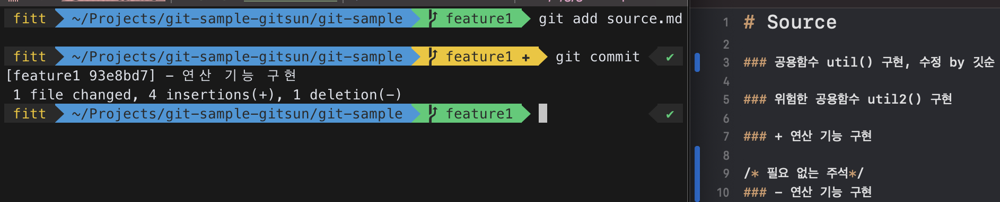 fitt ~/Projects/git-sample-gitsun/git-sample feature1 git add source.md
fitt ~/Projects/git-sample-gitsun/git-sample feature1 + git commit ✔
[feature1 93e8bd7] - 연산 기능 구현
1 file changed, 4 insertions(+), 1 deletion(-)
fitt ~/Projects/git-sample-gitsun/git-sample feature1 ✔
1 # Source
2
3 ### 공용함수 util() 구현, 수정 by 깃순
4
5 ### 위험한 공용함수 util2() 구현
6
7 ### + 연산 기능 구현
8
9 /* 필요 없는 주석*/
10 ### - 연산 기능 구현